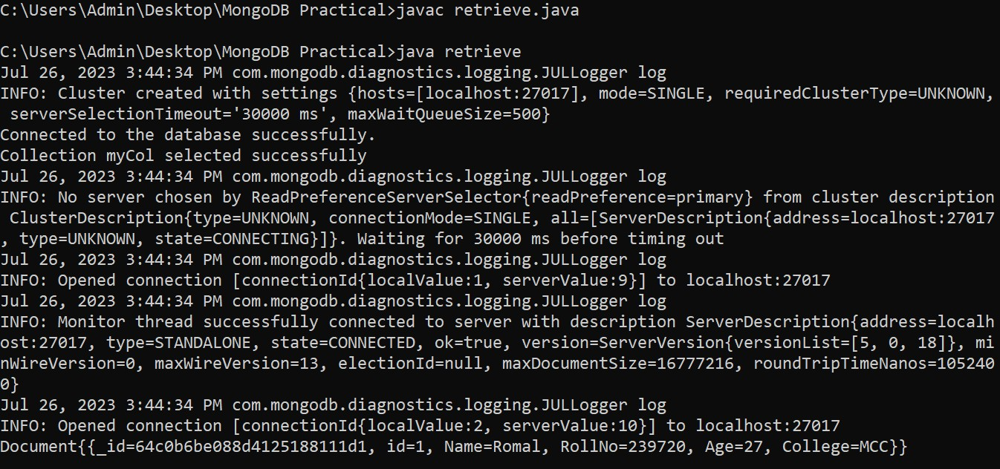 C:\Users\Admin\Desktop\MongoDB Practical>javac retrieve.java
C:\Users\Admin\Desktop\MongoDB Practical>java retrieve
Jul 26, 2023 3:44:34 PM com.mongodb.diagnostics.logging.JULLogger log
INFO: Cluster created with settings {hosts=[localhost:27017], mode=SINGLE, requiredClusterType=UNKNOWN,
 serverSelectionTimeout='30000 ms', maxWaitQueueSize=500}
Connected to the database successfully.
Collection myCol selected successfully
Jul 26, 2023 3:44:34 PM com.mongodb.diagnostics.logging.JULLogger log
INFO: No server chosen by ReadPreferenceServerSelector{readPreference=primary} from cluster description
 ClusterDescription{type=UNKNOWN, connectionMode=SINGLE, all=[ServerDescription{address=localhost:27017
, type=UNKNOWN, state=CONNECTING}]}. Waiting for 30000 ms before timing out
Jul 26, 2023 3:44:34 PM com.mongodb.diagnostics.logging.JULLogger log
INFO: Opened connection [connectionId{localValue:1, serverValue:9}] to localhost:27017
Jul 26, 2023 3:44:34 PM com.mongodb.diagnostics.logging.JULLogger log
INFO: Monitor thread successfully connected to server with description ServerDescription{address=localh
ost:27017, type=STANDALONE, state=CONNECTED, ok=true, version=ServerVersion{versionList=[5, 0, 18]}, mi
nWireVersion=0, maxWireVersion=13, electionId=null, maxDocumentSize=16777216, roundTripTimeNanos=105240
0}
Jul 26, 2023 3:44:34 PM com.mongodb.diagnostics.logging.JULLogger log
INFO: Opened connection [connectionId{localValue:2, serverValue:10}] to localhost:27017
Document{{_id=64c0b6be088d4125188111d1, id=1, Name=Romal, RollNo=239720, Age=27, College=MCC}}